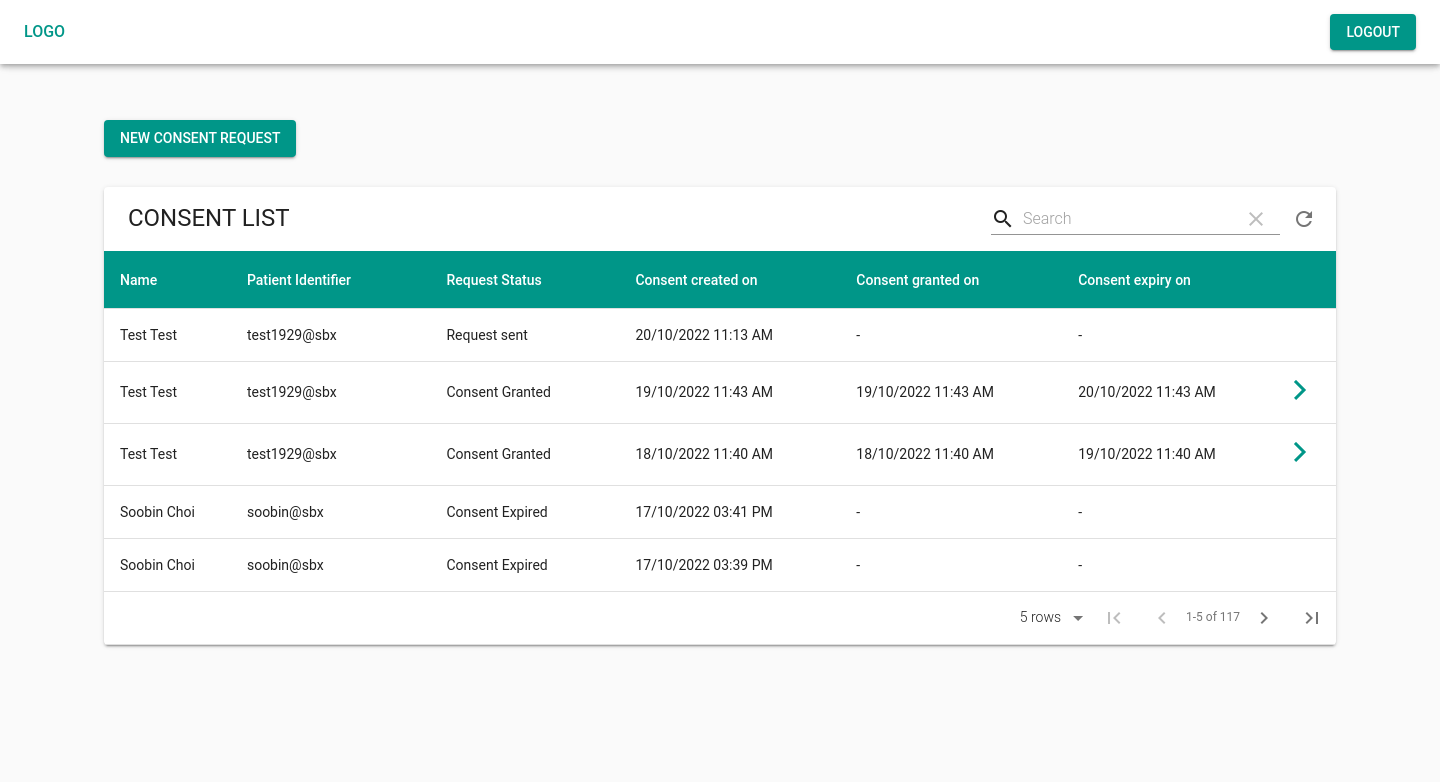 LOGO
LOGOUT
NEW CONSENT REQUEST
CONSENT LIST
Search
Name Patient Identifier Request Status Consent created on Consent granted on Consent expiry on
Test Test test1929@sbx Request sent 20/10/2022 11:13 AM - -
Test Test test1929@sbx Consent Granted 19/10/2022 11:43 AM 19/10/2022 11:43 AM 20/10/2022 11:43 AM
Test Test test1929@sbx Consent Granted 18/10/2022 11:40 AM 18/10/2022 11:40 AM 19/10/2022 11:40 AM
Soobin Choi soobin@sbx Consent Expired 17/10/2022 03:41 PM - -
Soobin Choi soobin@sbx Consent Expired 17/10/2022 03:39 PM - -
5 rows 1-5 of 117